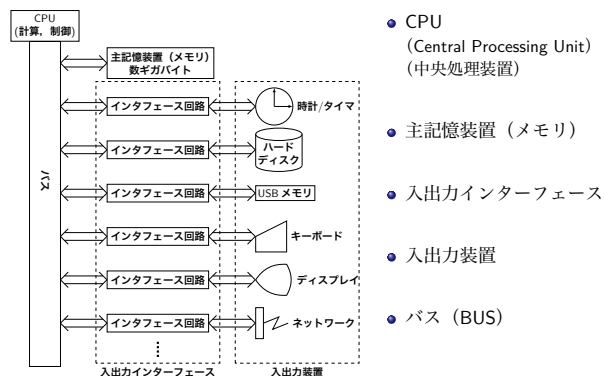 CPU
(計算，制御)
バス
主記憶装置（メモリ）
数ギガバイト
インタフェース回路
時計/タイマ
インタフェース回路
ハード
ディスク
インタフェース回路
USB メモリ
インタフェース回路
キーボード
インタフェース回路
ディスプレイ
インタフェース回路
ネットワーク
入出力インターフェース
入出力装置
CPU
（Central Processing Unit）
（中央処理装置）
主記憶装置（メモリ）
入出力インターフェース
入出力装置
バス（BUS）